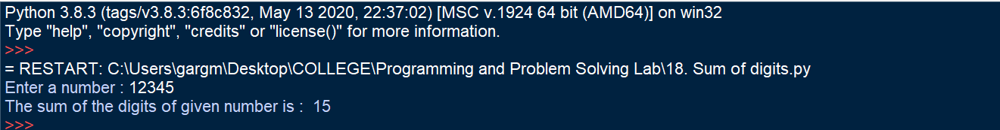 Python 3.8.3 (tags/v3.8.3:6f8c832, May 13 2020, 22:37:02) [MSC v.1924 64 bit (AMD64)] on win32
Type "help", "copyright", "credits" or "license()" for more information.
>>>
= RESTART: C:\Users\gargm\Desktop\COLLEGE\Programming and Problem Solving Lab\18. Sum of digits.py
Enter a number : 12345
The sum of the digits of given number is :  15
>>>